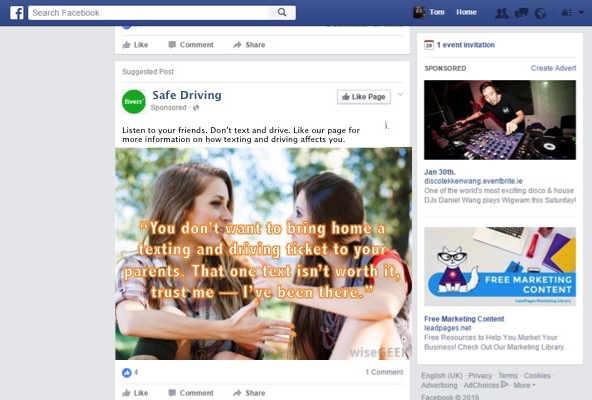 Search Facebook
Tom Home
Like Comment Share
Suggested Post
fiverr
Safe Driving
Sponsored ·
Like Page
Listen to your friends. Don't text and drive. Like our page for
more information on how texting and driving affects you.
“You don’t want to bring home a
texting and driving ticket to your
parents. That one text isn’t worth it,
trust me — I’ve been there.”
wiseGEEK
4
1 Comment
Like Comment Share
1 event invitation
SPONSORED
Create Advert
Jan 30th.
discotekkenwang.eventbrite.ie
One of the world's most exciting disco & house
DJs Daniel Wang plays Wigwam this Saturday!
FREE MARKETING
CONTENT
LeadPages Marketing Library
Free Marketing Content
leadpages.net
Free Resources to Help You Market Your
Business! Check Out Our Marketing Library.
English (UK) · Privacy · Terms · Cookies ·
Advertising · AdChoices · More
Facebook © 2016